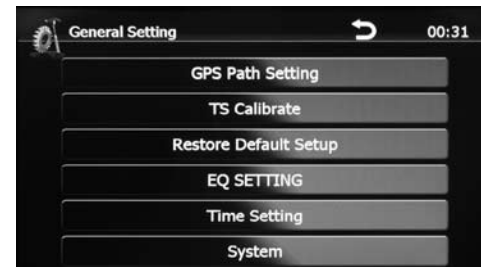 General Setting 00:31
GPS Path Setting
TS Calibrate
Restore Default Setup
EQ SETTING
Time Setting
System